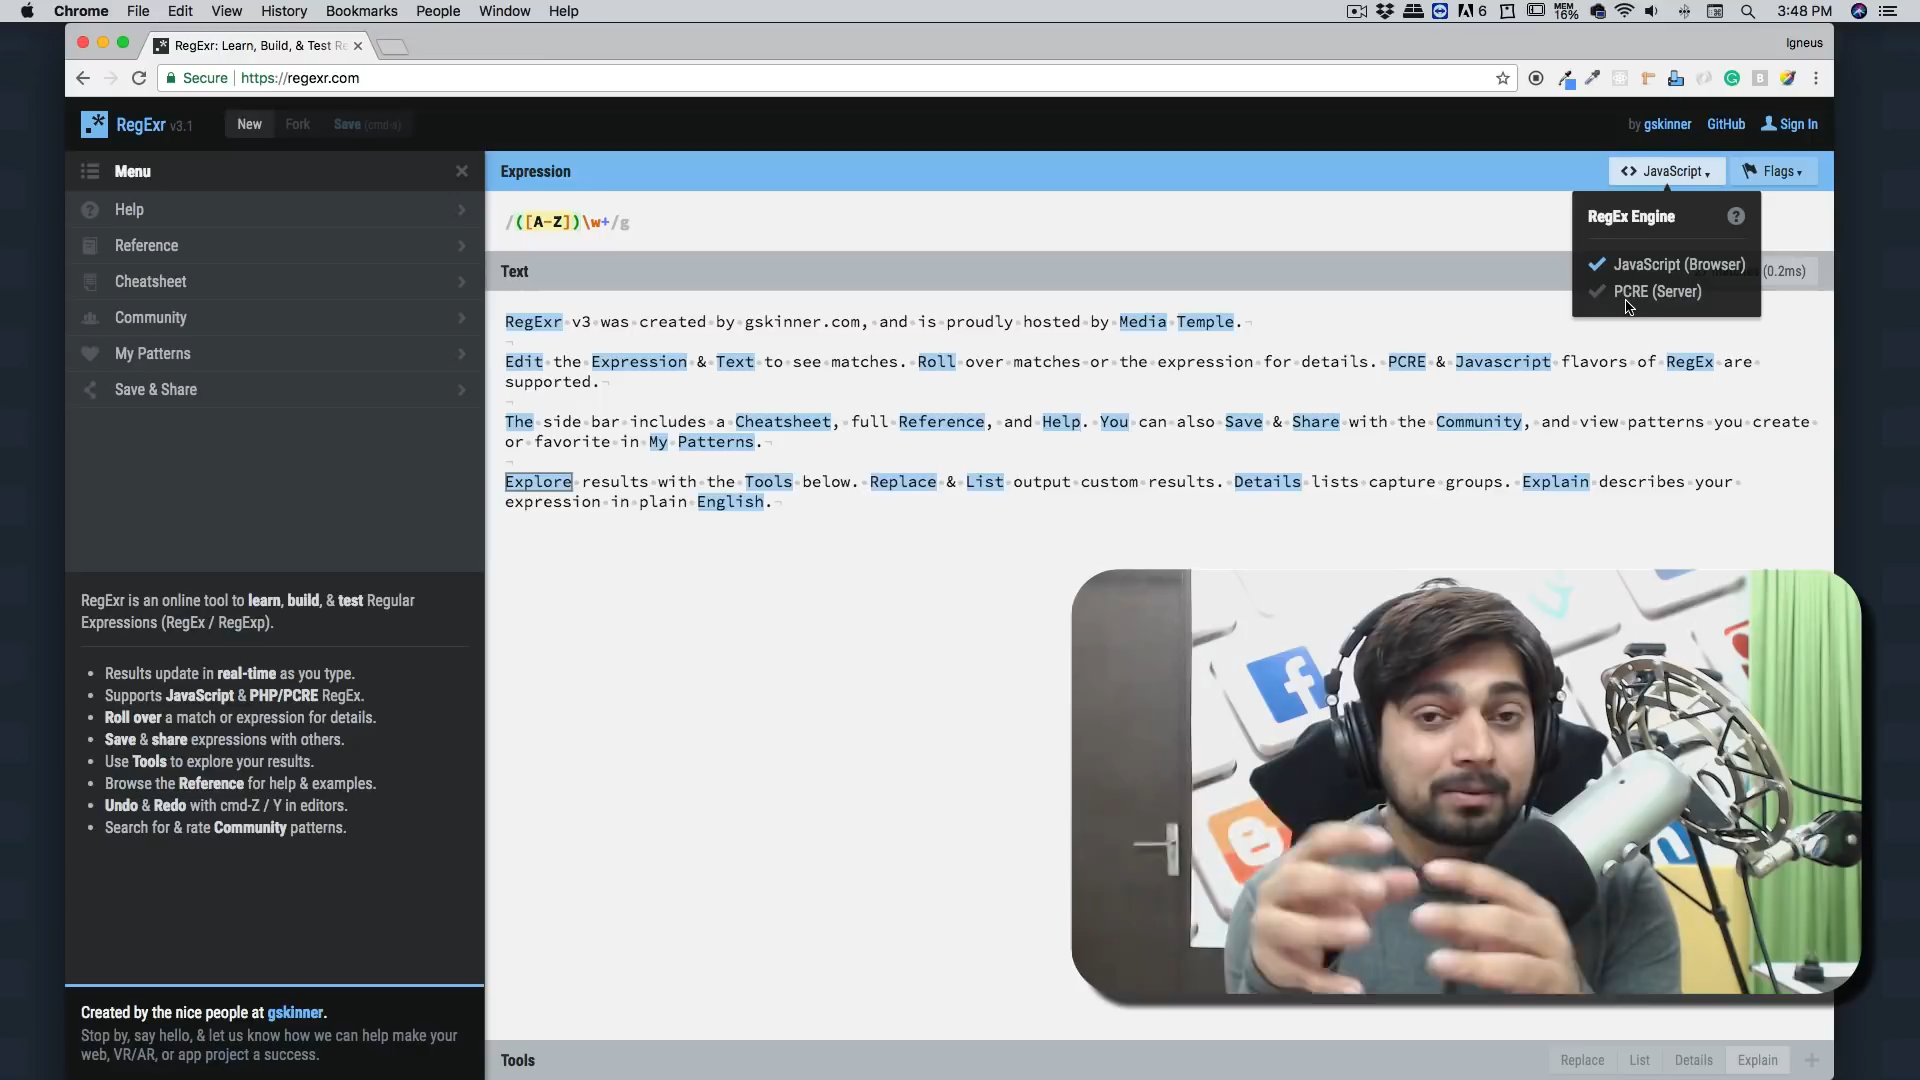 Chrome File Edit View History Bookmarks People Window Help
6 MEM 16% 3:48 PM
RegExr: Learn, Build, & Test Re
Igneus
Secure https://regexr.com
RegExr v3.1 New Fork Save (cmd-s)
by gskinner GitHub Sign In
Menu
Help
Reference
Cheatsheet
Community
My Patterns
Save & Share
RegExr is an online tool to learn, build, & test Regular
Expressions (RegEx / RegExp).
Results update in real-time as you type.
Supports JavaScript & PHP/PCRE RegEx.
Roll over a match or expression for details.
Save & share expressions with others.
Use Tools to explore your results.
Browse the Reference for help & examples.
Undo & Redo with cmd-Z / Y in editors.
Search for & rate Community patterns.
Created by the nice people at gskinner.
Stop by, say hello, & let us know how we can help make your
web, VR/AR, or app project a success.
Expression
JavaScript Flags
/([A-Z])\w+/g
RegEx Engine
JavaScript (Browser)
PCRE (Server)
Text
(0.2ms)
RegExr v3 was created by gskinner.com, and is proudly hosted by Media Temple.
Edit the Expression & Text to see matches. Roll over matches or the expression for details. PCRE & Javascript flavors of RegEx are
supported.
The side bar includes a Cheatsheet, full Reference, and Help. You can also Save & Share with the Community, and view patterns you create
or favorite in My Patterns.
Explore results with the Tools below. Replace & List output custom results. Details lists capture groups. Explain describes your
expression in plain English.
Tools
Replace List Details Explain